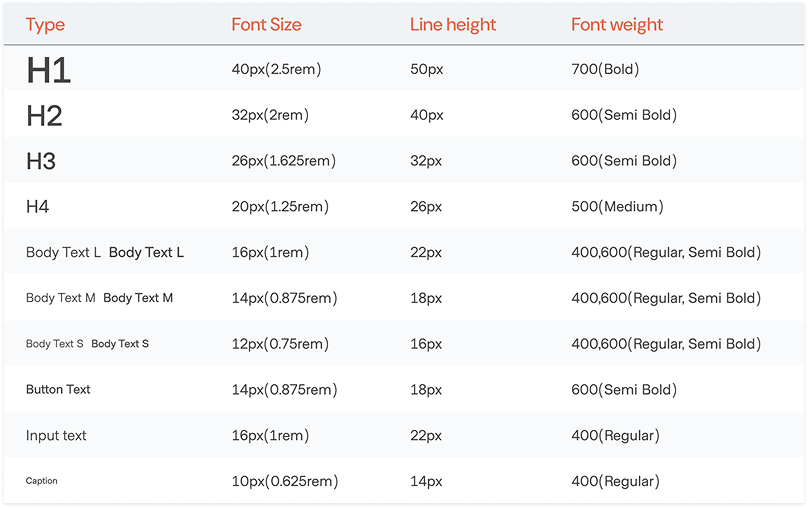 Type Font Size Line height Font weight
H1 40px(2.5rem) 50px 700(Bold)
H2 32px(2rem) 40px 600(Semi Bold)
H3 26px(1.625rem) 32px 600(Semi Bold)
H4 20px(1.25rem) 26px 500(Medium)
Body Text L Body Text L 16px(1rem) 22px 400,600(Regular, Semi Bold)
Body Text M Body Text M 14px(0.875rem) 18px 400,600(Regular, Semi Bold)
Body Text S Body Text S 12px(0.75rem) 16px 400,600(Regular, Semi Bold)
Button Text 14px(0.875rem) 18px 600(Semi Bold)
Input text 16px(1rem) 22px 400(Regular)
Caption 10px(0.625rem) 14px 400(Regular)